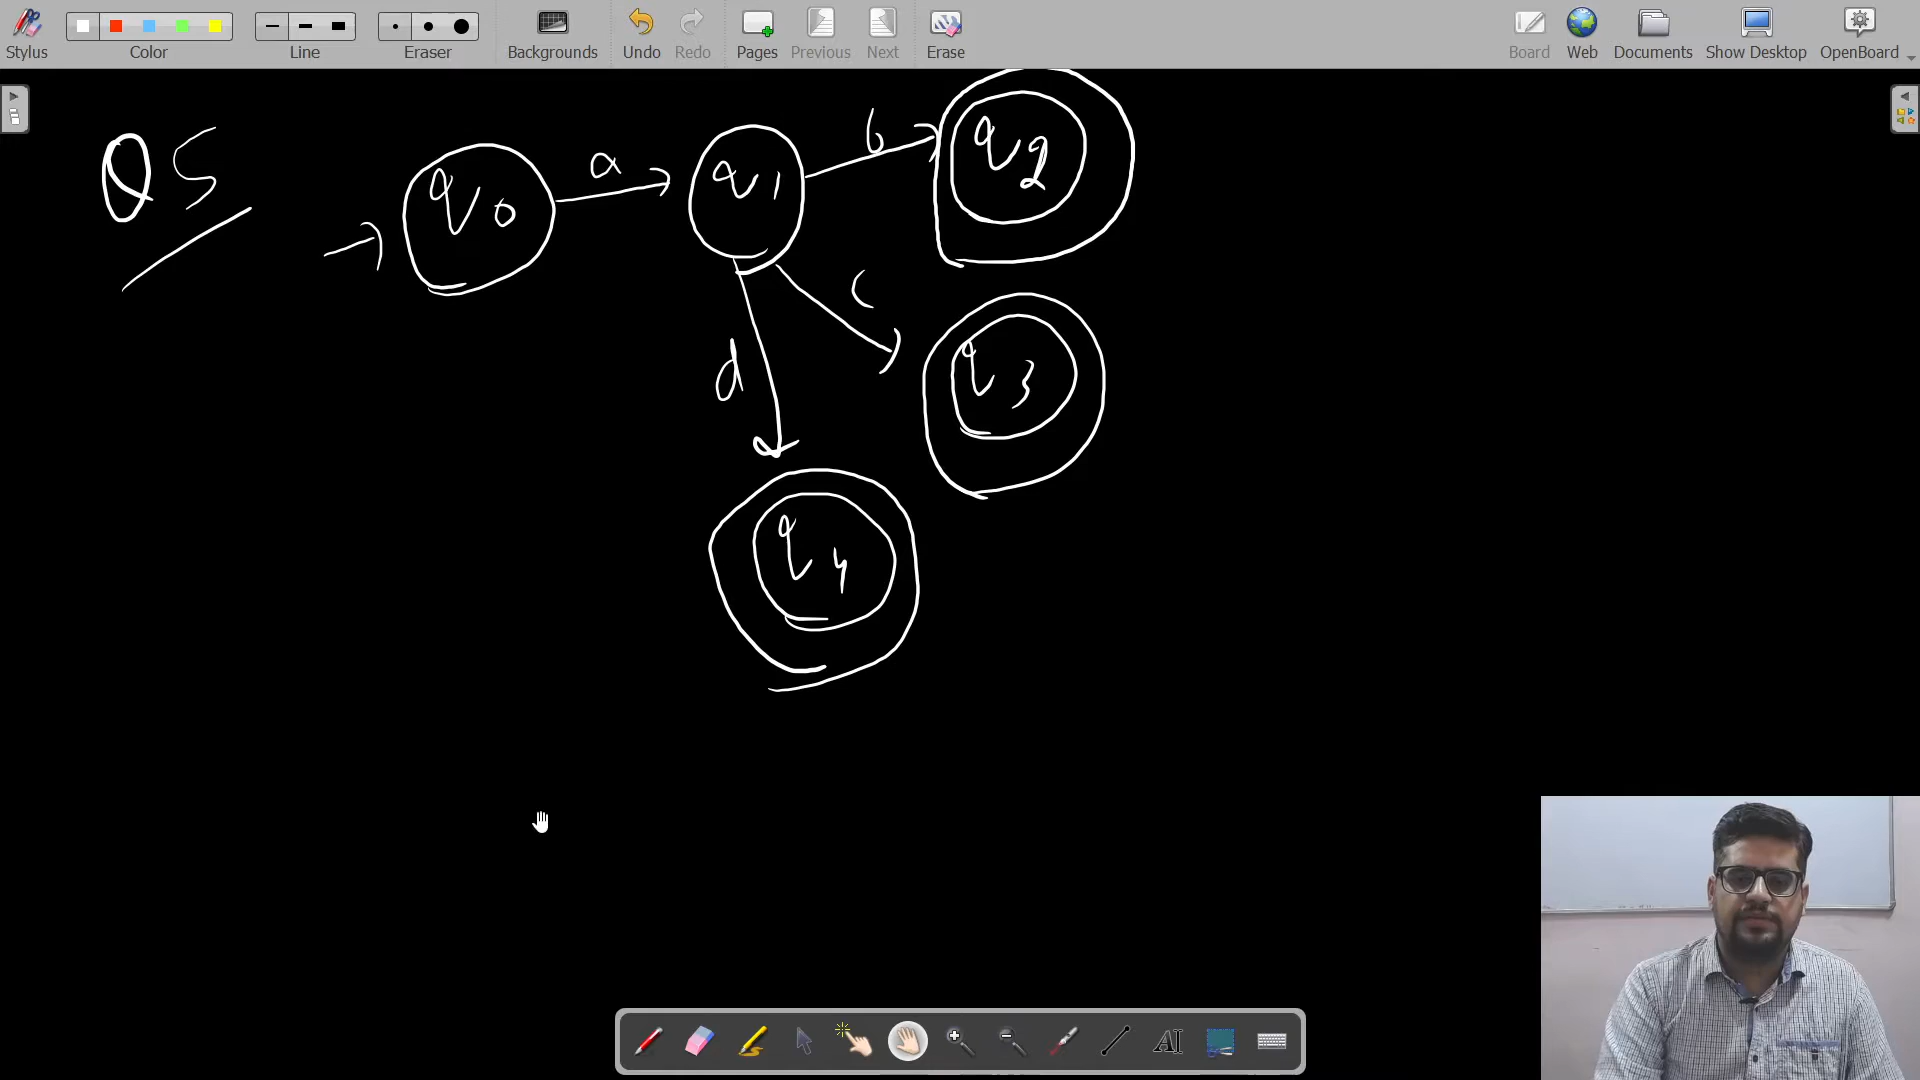 Stylus Color Line Eraser Backgrounds Undo Redo Pages Previous Next Erase Board Web Documents Show Desktop OpenBoard
Q5
q0 a q1 b q2
c
d q3
q4
AI